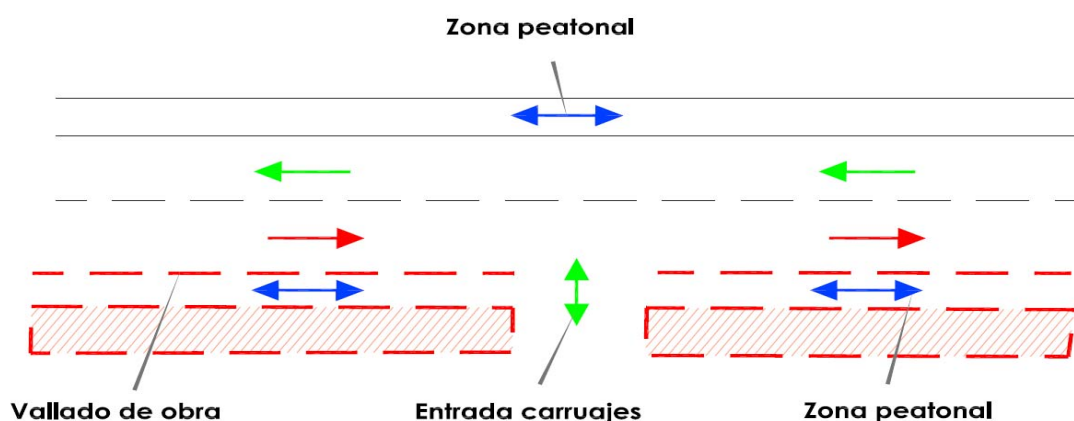 Zona peatonal
Vallado de obra
Entrada carruajes
Zona peatonal